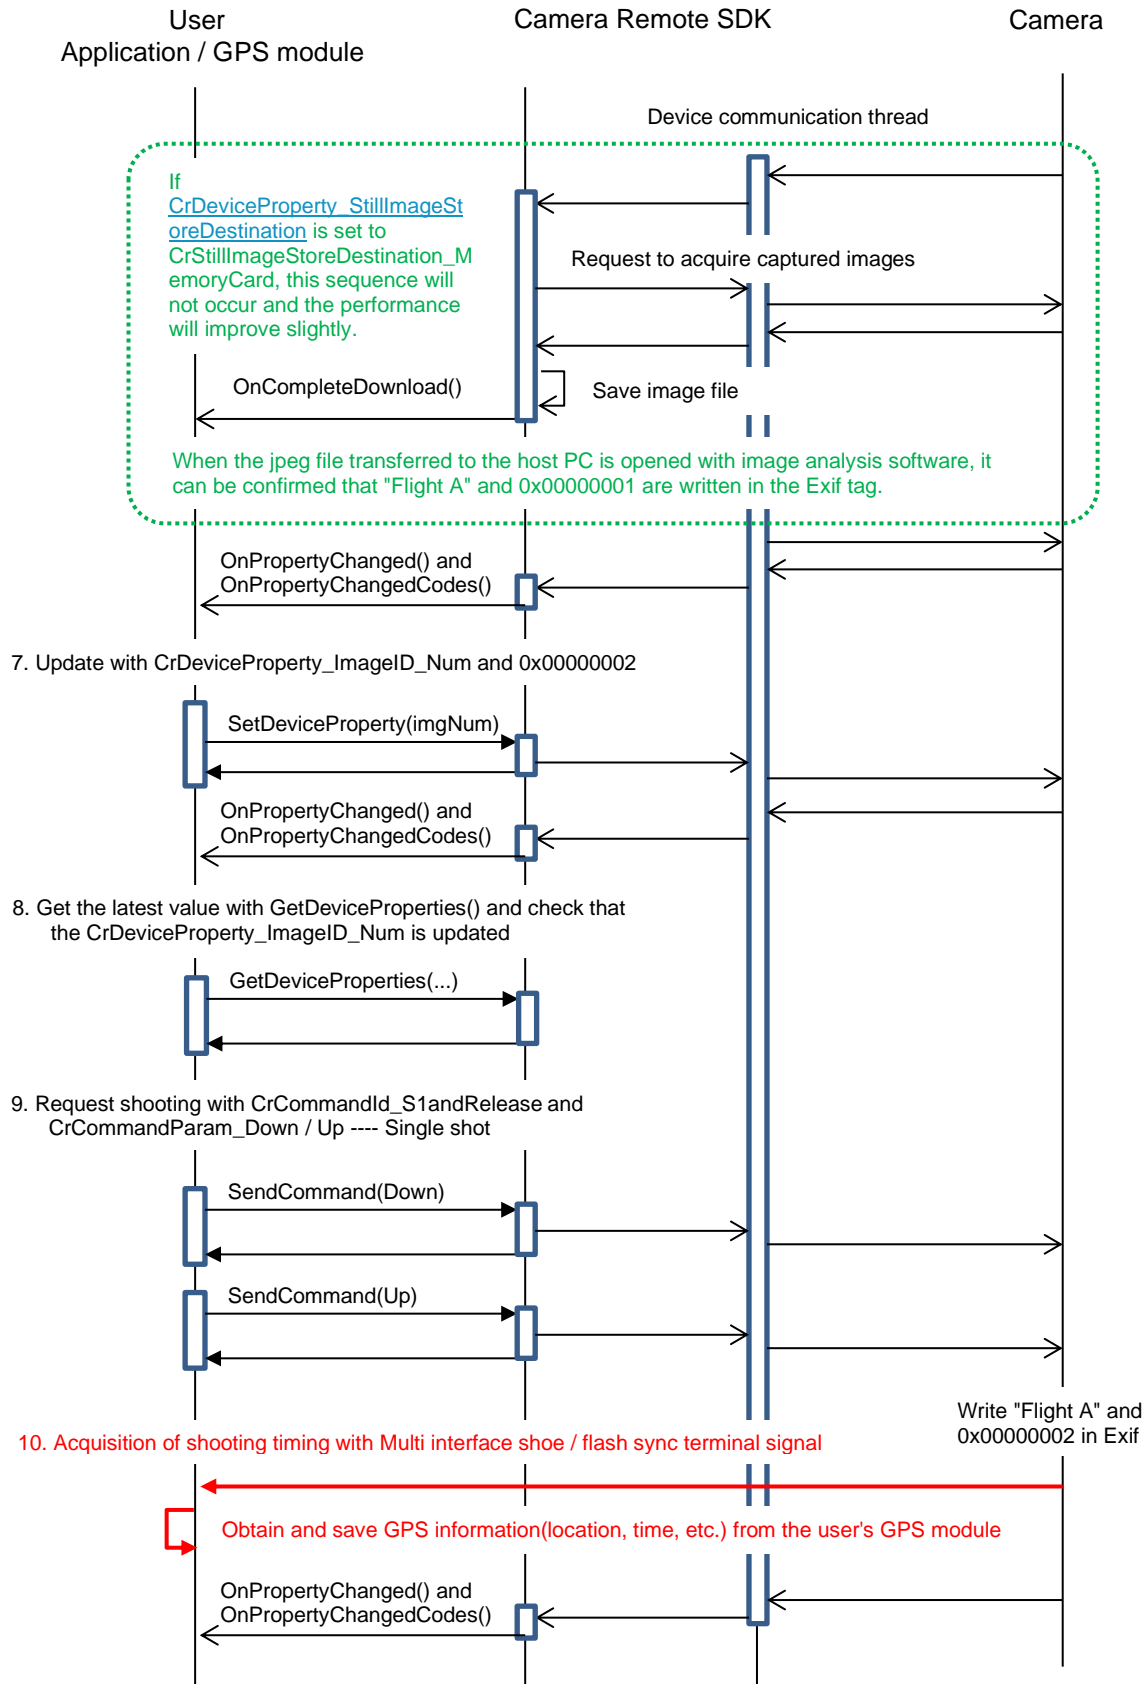 User
Application / GPS module
Camera Remote SDK
Camera
Device communication thread
If
CrDeviceProperty_StillImageSt
oreDestination is set to
CrStillImageStoreDestination_M
emoryCard, this sequence will
not occur and the performance
will improve slightly.
Request to acquire captured images
OnCompleteDownload()
Save image file
When the jpeg file transferred to the host PC is opened with image analysis software, it
can be confirmed that "Flight A" and 0x00000001 are written in the Exif tag.
OnPropertyChanged() and
OnPropertyChangedCodes()
7. Update with CrDeviceProperty_ImageID_Num and 0x00000002
SetDeviceProperty(imgNum)
OnPropertyChanged() and
OnPropertyChangedCodes()
8. Get the latest value with GetDeviceProperties() and check that
the CrDeviceProperty_ImageID_Num is updated
GetDeviceProperties(...)
9. Request shooting with CrCommandId_S1andRelease and
CrCommandParam_Down / Up ---- Single shot
SendCommand(Down)
SendCommand(Up)
Write "Flight A" and
0x00000002 in Exif
10. Acquisition of shooting timing with Multi interface shoe / flash sync terminal signal
Obtain and save GPS information(location, time, etc.) from the user's GPS module
OnPropertyChanged() and
OnPropertyChangedCodes()